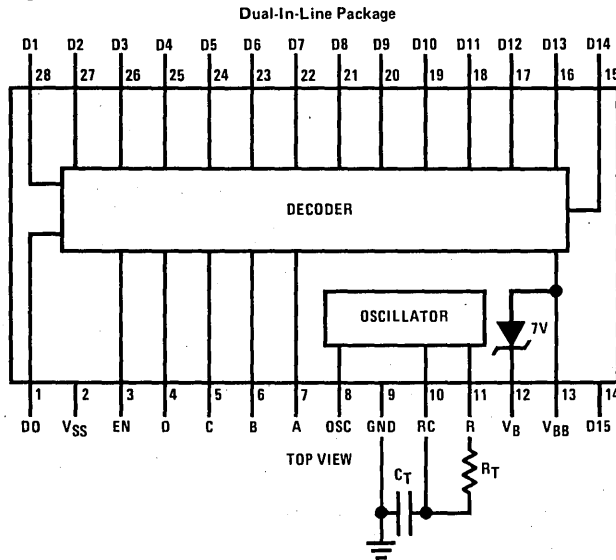 Dual-In-Line Package
D1 D2 D3 D4 D5 D6 D7 D8 D9 D10 D11 D12 D13 D14
28 27 26 25 24 23 22 21 20 19 18 17 16 15
DECODER
OSCILLATOR
7V
1 2 3 4 5 6 7 8 9 10 11 12 13 14
DO VSS EN D C B A OSC GND RC R VB VBB D15
TOP VIEW
CT
RT